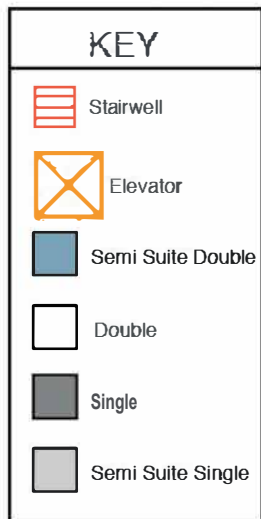 KEY
Stairwell
Elevator
Semi Suite Double
Double
Single
Semi Suite Single